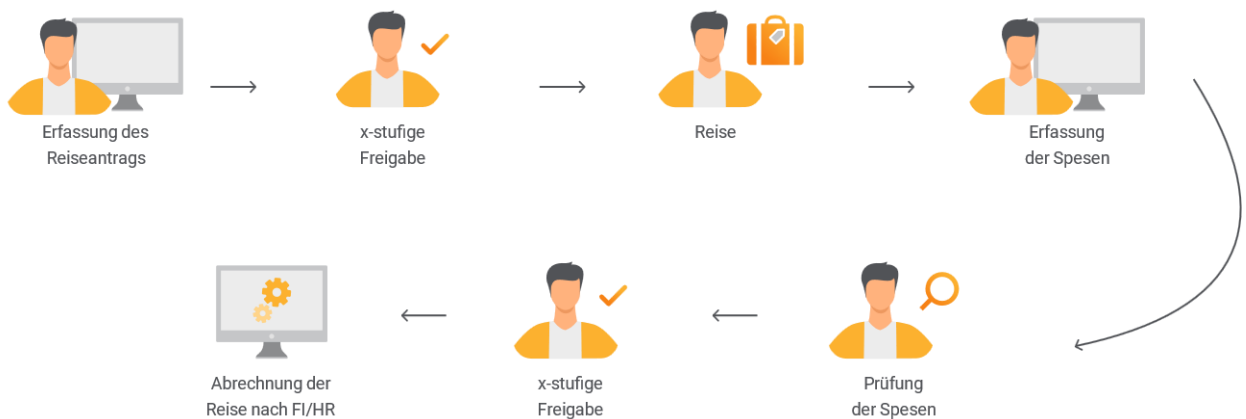 Erfassung des
Reiseantrags
x-stufige
Freigabe
Reise
Erfassung
der Spesen
Abrechnung der
Reise nach FI/HR
x-stufige
Freigabe
Prüfung
der Spesen